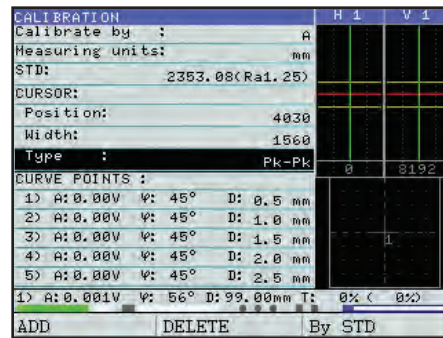 CALIBRATION H 1 V 1
Calibrate by : A
Measuring units: mm
STD: 2353.08(Ra1.25)
CURSOR:
Position: 4030
Width: 1560
Type : Pk-Pk
0 8192
CURVE POINTS :
1) A:0.00V Ψ: 45° D: 0.5 mm
2) A:0.00V Ψ: 45° D: 1.0 mm
3) A:0.00V Ψ: 45° D: 1.5 mm
4) A:0.00V Ψ: 45° D: 2.0 mm
5) A:0.00V Ψ: 45° D: 2.5 mm
1
1) A:0.001V Ψ: 56° D:99.00mm T: 0% ( 0%)
ADD DELETE By STD